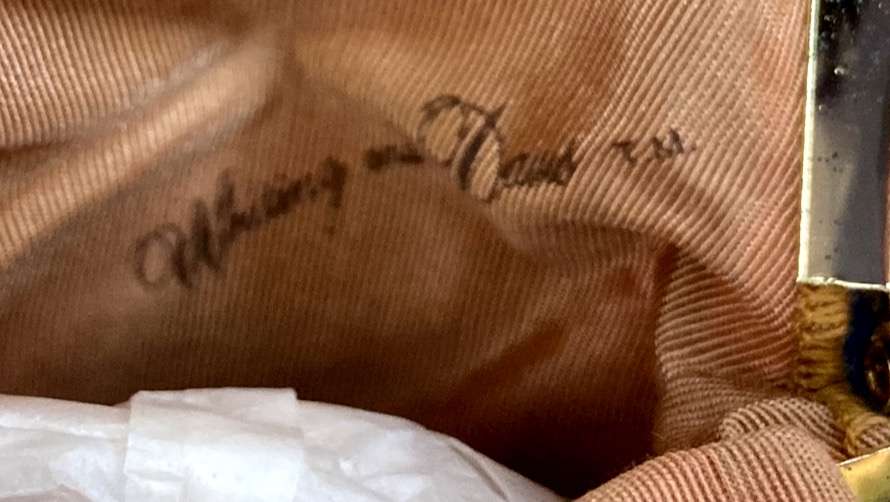 Whiting and Davis T.M.